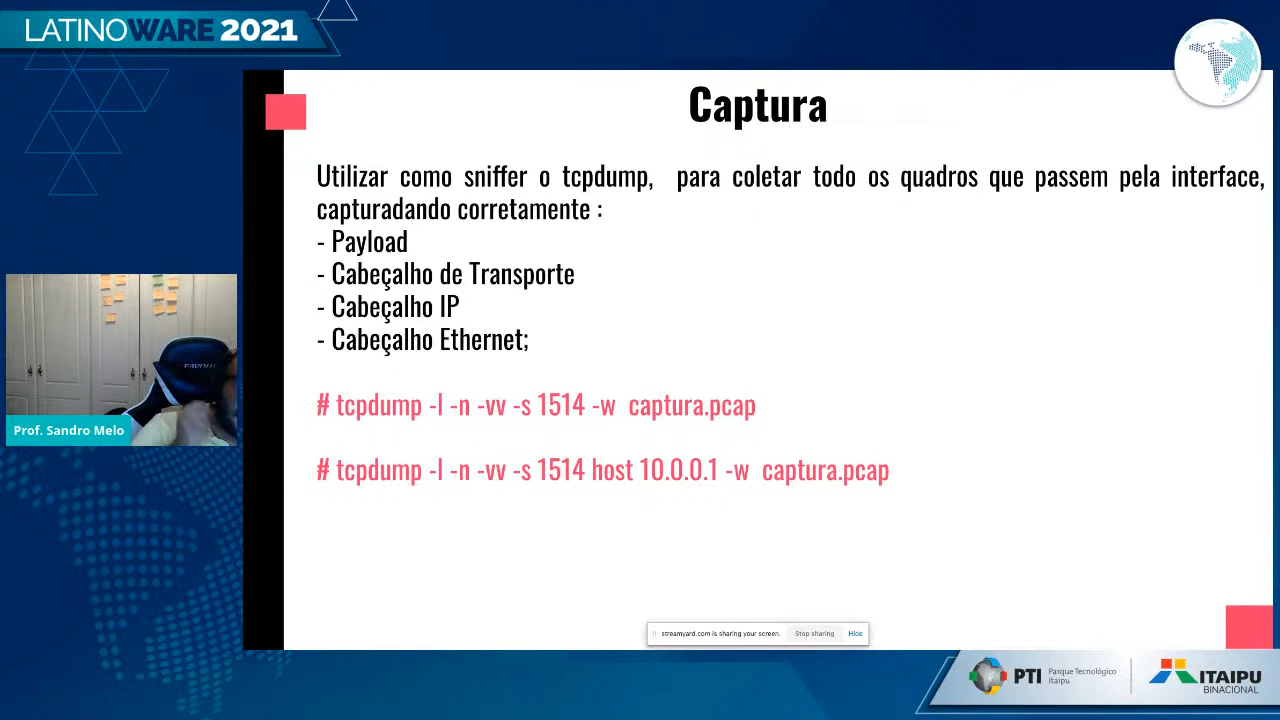 LATINOWARE 2021
Captura
Utilizar como sniffer o tcpdump, para coletar todo os quadros que passem pela interface,
capturadando corretamente :
- Payload
- Cabeçalho de Transporte
- Cabeçalho IP
- Cabeçalho Ethernet;
# tcpdump -l -n -vv -s 1514 -w captura.pcap
# tcpdump -l -n -vv -s 1514 host 10.0.0.1 -w captura.pcap
Prof. Sandro Melo
streamyard.com is sharing your screen. Stop sharing Hide
PTI Parque Tecnológico
Itaipu
ITAIPU
BINACIONAL